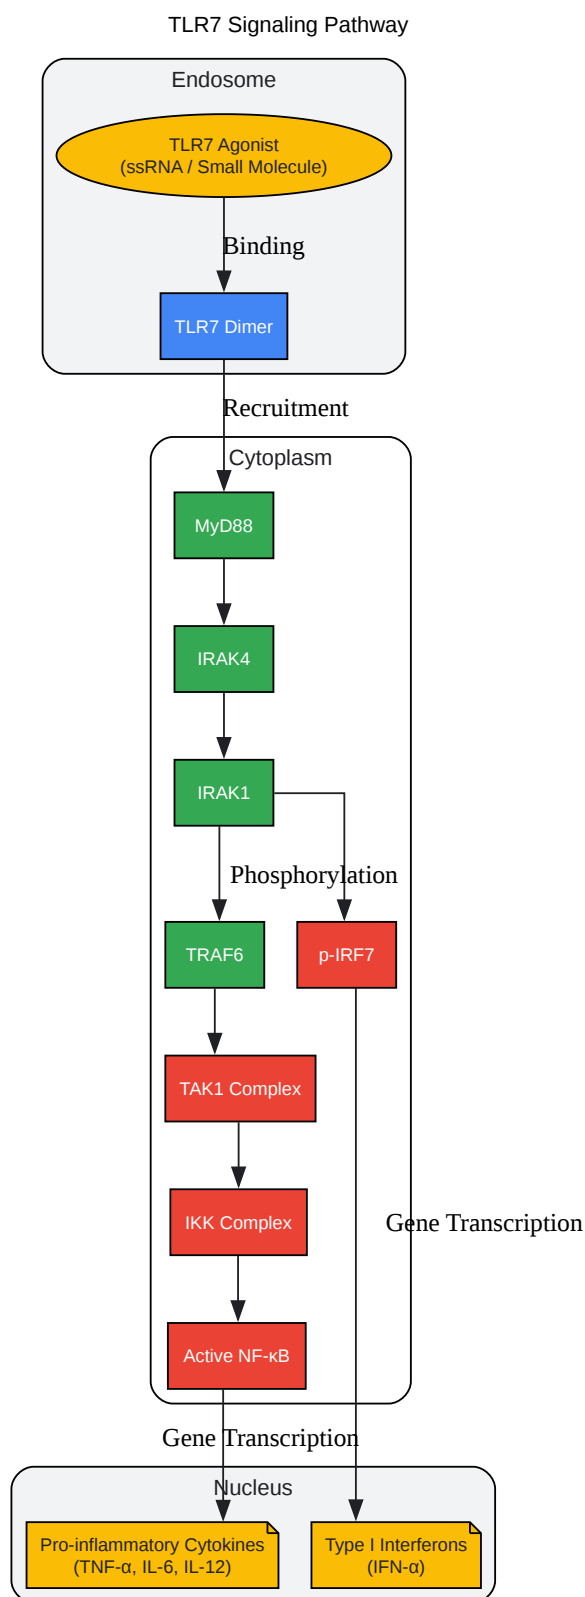 TLR7 Signaling Pathway
Endosome
TLR7 Agonist
(ssRNA / Small Molecule)
Binding
TLR7 Dimer
Recruitment
Cytoplasm
MyD88
IRAK4
IRAK1
Phosphorylation
TRAF6
p-IRF7
TAK1 Complex
IKK Complex
Gene Transcription
Active NF-κB
Gene Transcription
Nucleus
Pro-inflammatory Cytokines
(TNF-α, IL-6, IL-12)
Type I Interferons
(IFN-α)